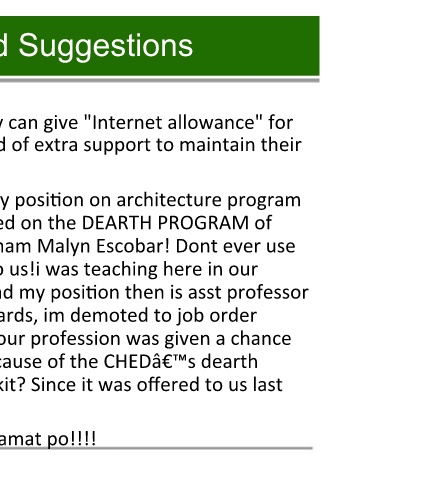 d Suggestions
y can give "Internet allowance" for
d of extra support to maintain their
y position on architecture program
ed on the DEARTH PROGRAM of
nam Malyn Escobar! Dont ever use
o us!i was teaching here in our
nd my position then is asst professor
ards, im demoted to job order
our profession was given a chance
cause of the CHEDâ€™s dearth
kit? Since it was offered to us last
amat po!!!!